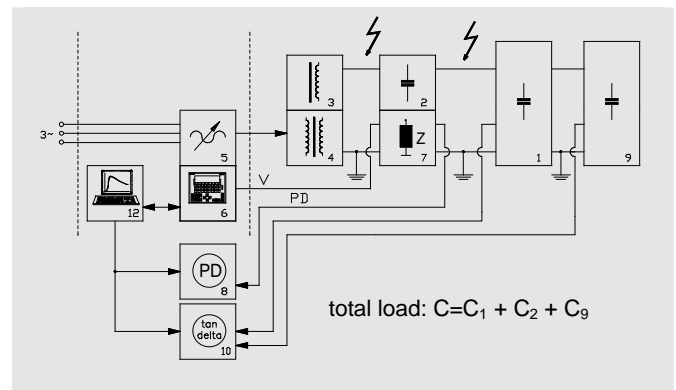 3
2
3~
4
Z
7
1
9
5
V
PD
12
6
PD
8
total load: C=C₁ + C₂ + C₉
tan
delta
10